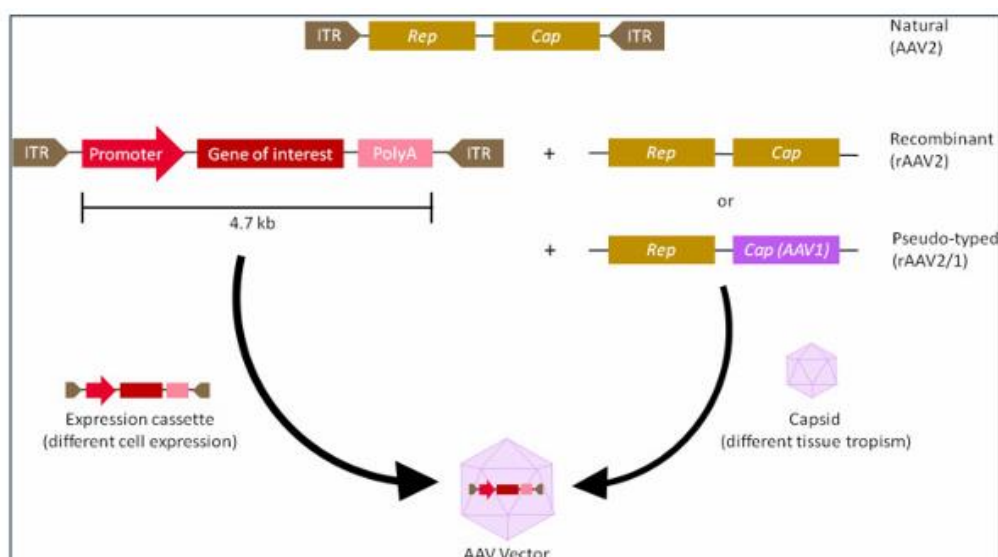 ITR Rep Cap ITR
Natural
(AAV2)
ITR Promoter Gene of interest PolyA ITR + Rep Cap
Recombinant
(rAAV2)
4.7 kb
or
+ Rep Cap (AAV1)
Pseudo-typed
(rAAV2/1)
Expression cassette
(different cell expression)
Capsid
(different tissue tropism)
AAV Vector